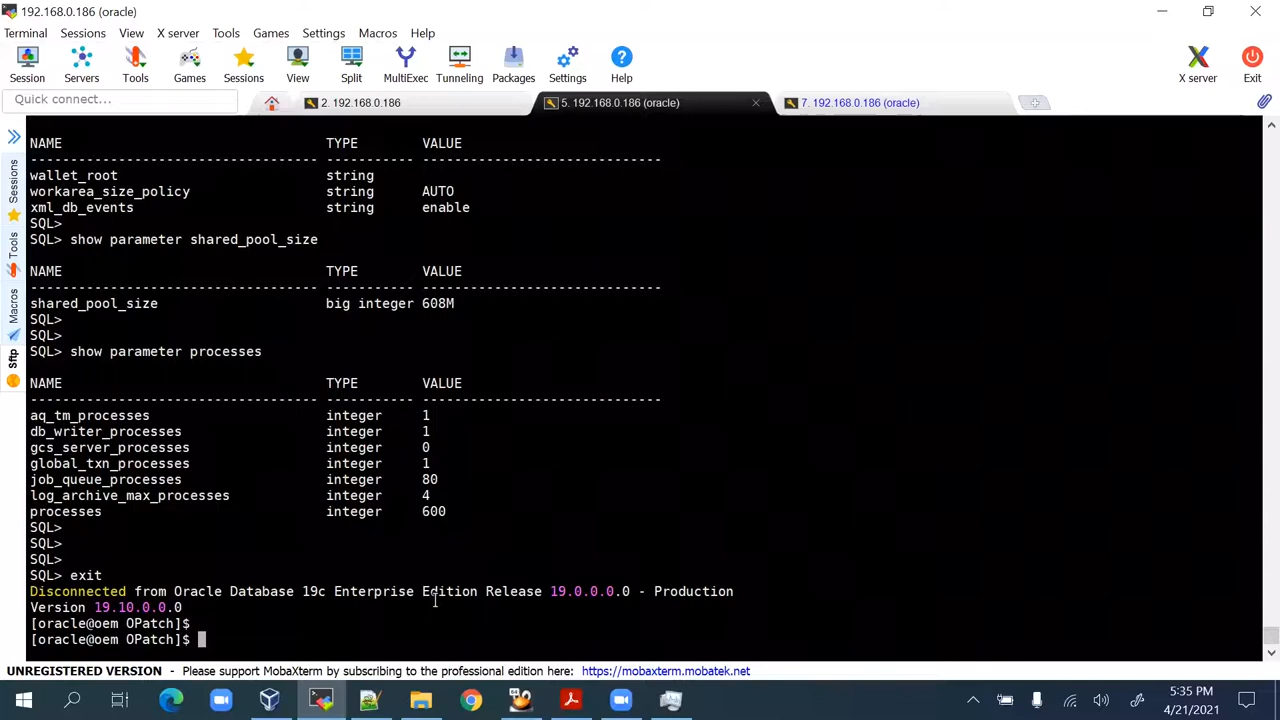 192.168.0.186 (oracle)
Terminal Sessions View X server Tools Games Settings Macros Help
Session Servers Tools Games Sessions View Split MultiExec Tunneling Packages Settings Help X server Exit
Quick connect...
2. 192.168.0.186
5. 192.168.0.186 (oracle)
7. 192.168.0.186 (oracle)
Sessions
Tools
Macros
Sftp
NAME TYPE VALUE
------------------------------------ ----------- ------------------------------
wallet_root string
workarea_size_policy string AUTO
xml_db_events string enable
SQL>
SQL> show parameter shared_pool_size
NAME TYPE VALUE
------------------------------------ ----------- ------------------------------
shared_pool_size big integer 608M
SQL>
SQL>
SQL> show parameter processes
NAME TYPE VALUE
------------------------------------ ----------- ------------------------------
aq_tm_processes integer 1
db_writer_processes integer 1
gcs_server_processes integer 0
global_txn_processes integer 1
job_queue_processes integer 80
log_archive_max_processes integer 4
processes integer 600
SQL>
SQL>
SQL>
SQL> exit
Disconnected from Oracle Database 19c Enterprise Edition Release 19.0.0.0.0 - Production
Version 19.10.0.0.0
[oracle@oem OPatch]$
[oracle@oem OPatch]$
UNREGISTERED VERSION - Please support MobaXterm by subscribing to the professional edition here: https://mobaxterm.mobatek.net
5:35 PM
4/21/2021